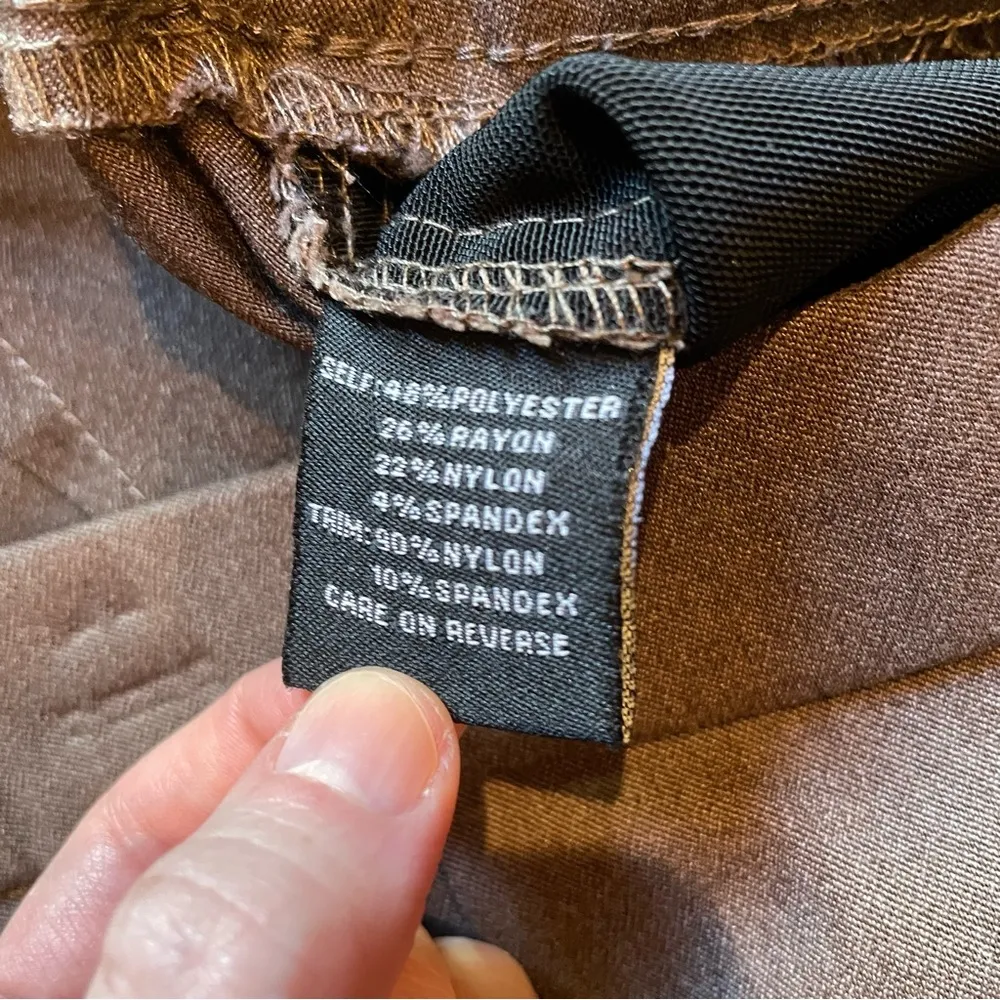 SELF:48%POLYESTER
26%RAYON
22%NYLON
4%SPANDEX
TRIM:90%NYLON
10%SPANDEX
CARE ON REVERSE